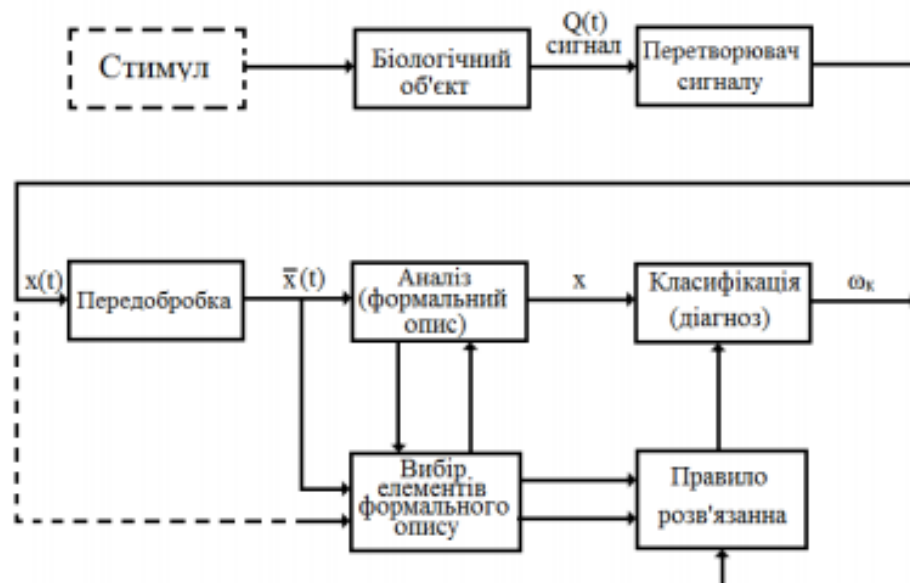 Стимул
Біологічний
об'єкт
Q(t)
сигнал
Перетворювач
сигналу
x(t)
Передобробка
x̅(t)
Аналіз
(формальний
опис)
x
Класифікація
(діагноз)
ωк
Вибір
елементів
формального
опису
Правило
розв'язанна